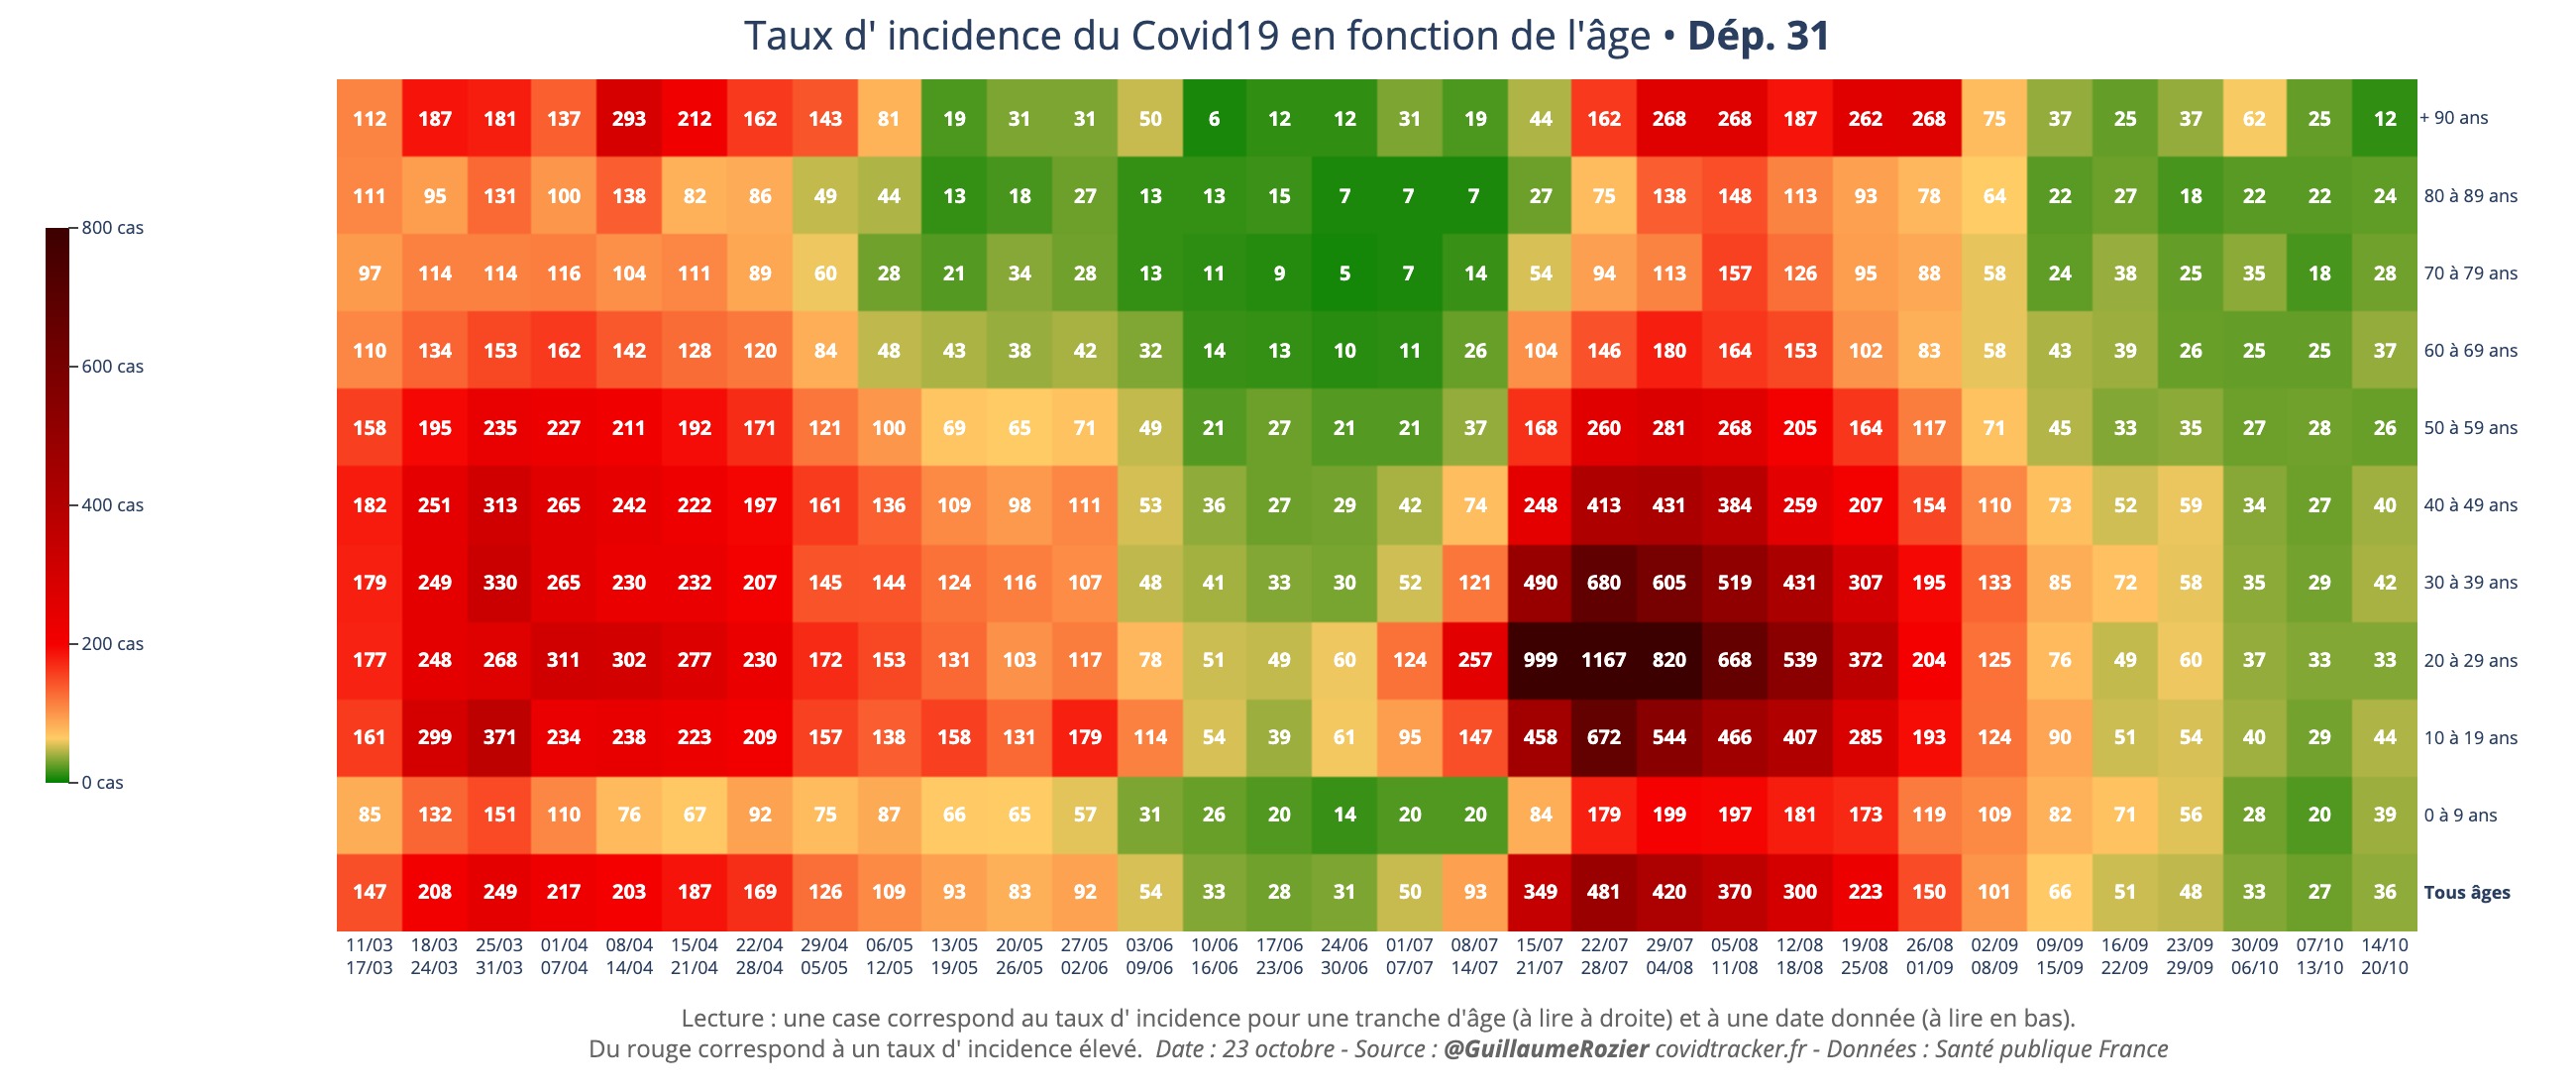 Taux d' incidence du Covid19 en fonction de l'âge • Dép. 31
112 187 181 137 293 212 162 143 81 19 31 31 50 6 12 12 31 19 44 162 268 268 187 262 268 75 37 25 37 62 25 12 + 90 ans
111 95 131 100 138 82 86 49 44 13 18 27 13 13 15 7 7 7 27 75 138 148 113 93 78 64 22 27 18 22 22 24 80 à 89 ans
97 114 114 116 104 111 89 60 28 21 34 28 13 11 9 5 7 14 54 94 113 157 126 95 88 58 24 38 25 35 18 28 70 à 79 ans
110 134 153 162 142 128 120 84 48 43 38 42 32 14 13 10 11 26 104 146 180 164 153 102 83 58 43 39 26 25 25 37 60 à 69 ans
158 195 235 227 211 192 171 121 100 69 65 71 49 21 27 21 21 37 168 260 281 268 205 164 117 71 45 33 35 27 28 26 50 à 59 ans
182 251 313 265 242 222 197 161 136 109 98 111 53 36 27 29 42 74 248 413 431 384 259 207 154 110 73 52 59 34 27 40 40 à 49 ans
179 249 330 265 230 232 207 145 144 124 116 107 48 41 33 30 52 121 490 680 605 519 431 307 195 133 85 72 58 35 29 42 30 à 39 ans
177 248 268 311 302 277 230 172 153 131 103 117 78 51 49 60 124 257 999 1167 820 668 539 372 204 125 76 49 60 37 33 33 20 à 29 ans
161 299 371 234 238 223 209 157 138 158 131 179 114 54 39 61 95 147 458 672 544 466 407 285 193 124 90 51 54 40 29 44 10 à 19 ans
85 132 151 110 76 67 92 75 87 66 65 57 31 26 20 14 20 20 84 179 199 197 181 173 119 109 82 71 56 28 20 39 0 à 9 ans
147 208 249 217 203 187 169 126 109 93 83 92 54 33 28 31 50 93 349 481 420 370 300 223 150 101 66 51 48 33 27 36 Tous âges
11/03 18/03 25/03 01/04 08/04 15/04 22/04 29/04 06/05 13/05 20/05 27/05 03/06 10/06 17/06 24/06 01/07 08/07 15/07 22/07 29/07 05/08 12/08 19/08 26/08 02/09 09/09 16/09 23/09 30/09 07/10 14/10
17/03 24/03 31/03 07/04 14/04 21/04 28/04 05/05 12/05 19/05 26/05 02/06 09/06 16/06 23/06 30/06 07/07 14/07 21/07 28/07 04/08 11/08 18/08 25/08 01/09 08/09 15/09 22/09 29/09 06/10 13/10 20/10
800 cas
600 cas
400 cas
200 cas
0 cas
Lecture : une case correspond au taux d' incidence pour une tranche d'âge (à lire à droite) et à une date donnée (à lire en bas).
Du rouge correspond à un taux d' incidence élevé. Date : 23 octobre - Source : @GuillaumeRozier covidtracker.fr - Données : Santé publique France